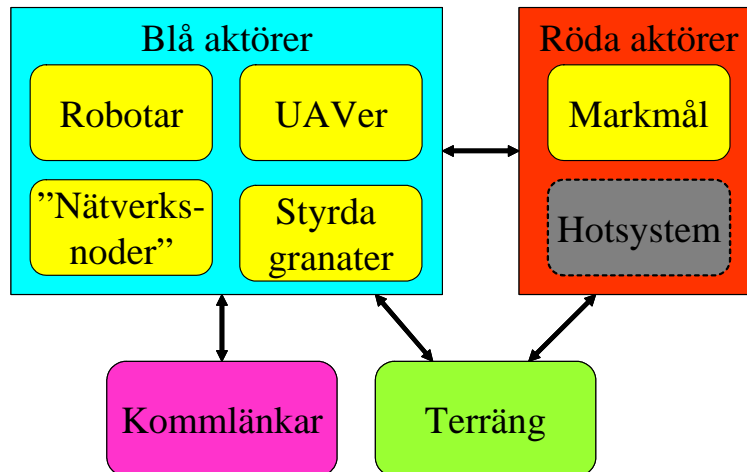 Blå aktörer
Robotar
UAVer
”Nätverks-
noder”
Styrda
granater
Röda aktörer
Markmål
Hotsystem
Kommlänkar
Terräng